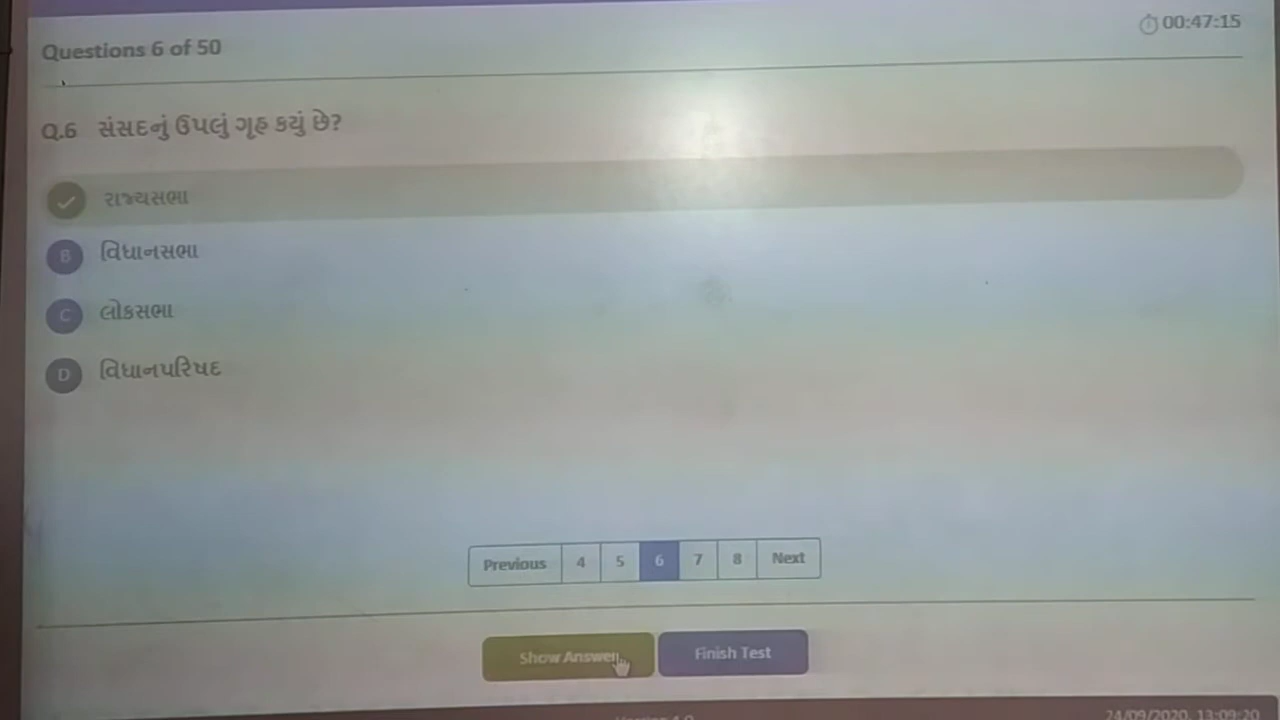 Questions 6 of 50
00:47:15
Q.6 સંસદનું ઉપલું ગૃહ કયું છે?
રાજ્યસભા
B વિધાનસભા
C લોકસભા
D વિધાનપરિષદ
Previous 4 5 6 7 8 Next
Show Answer Finish Test
24/09/2020, 13:09:20